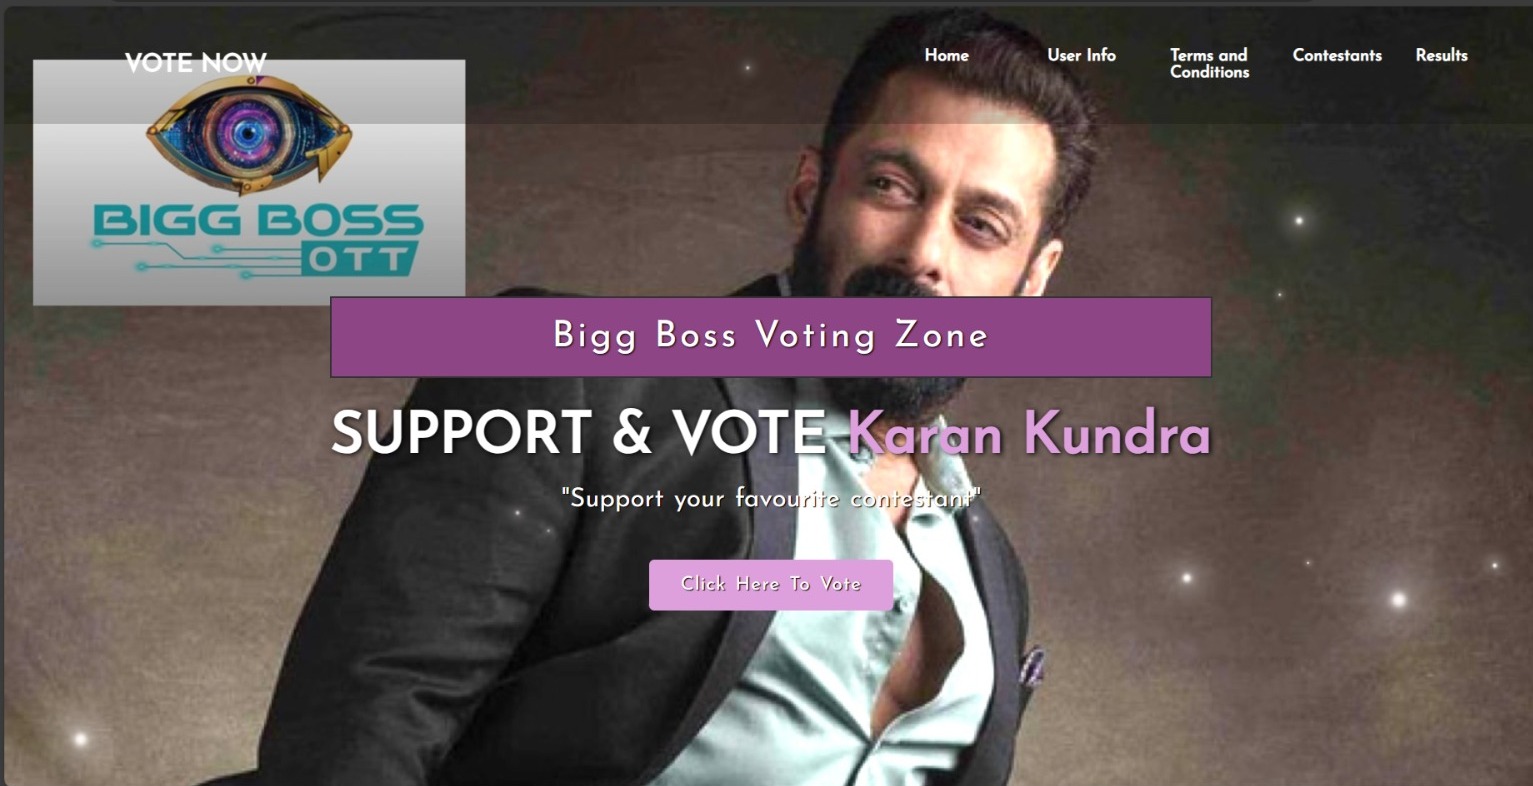 VOTE NOW
Home
User Info
Terms and
Conditions
Contestants
Results
BIGG BOSS
OTT
Bigg Boss Voting Zone
SUPPORT & VOTE Karan Kundra
"Support your favourite contestant"
Click Here To Vote